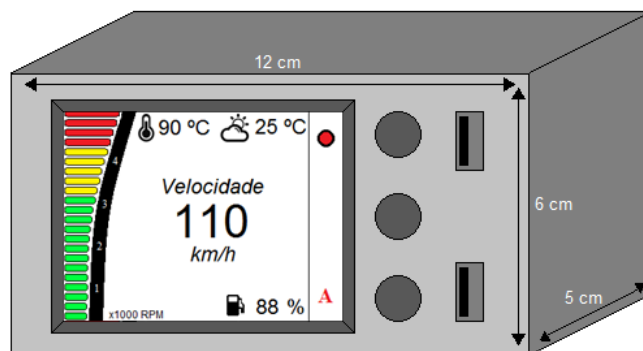 12 cm
90 ºC 25 ºC
4
Velocidade
110
km/h
3
2
1
x1000 RPM
88 %
A
6 cm
5 cm